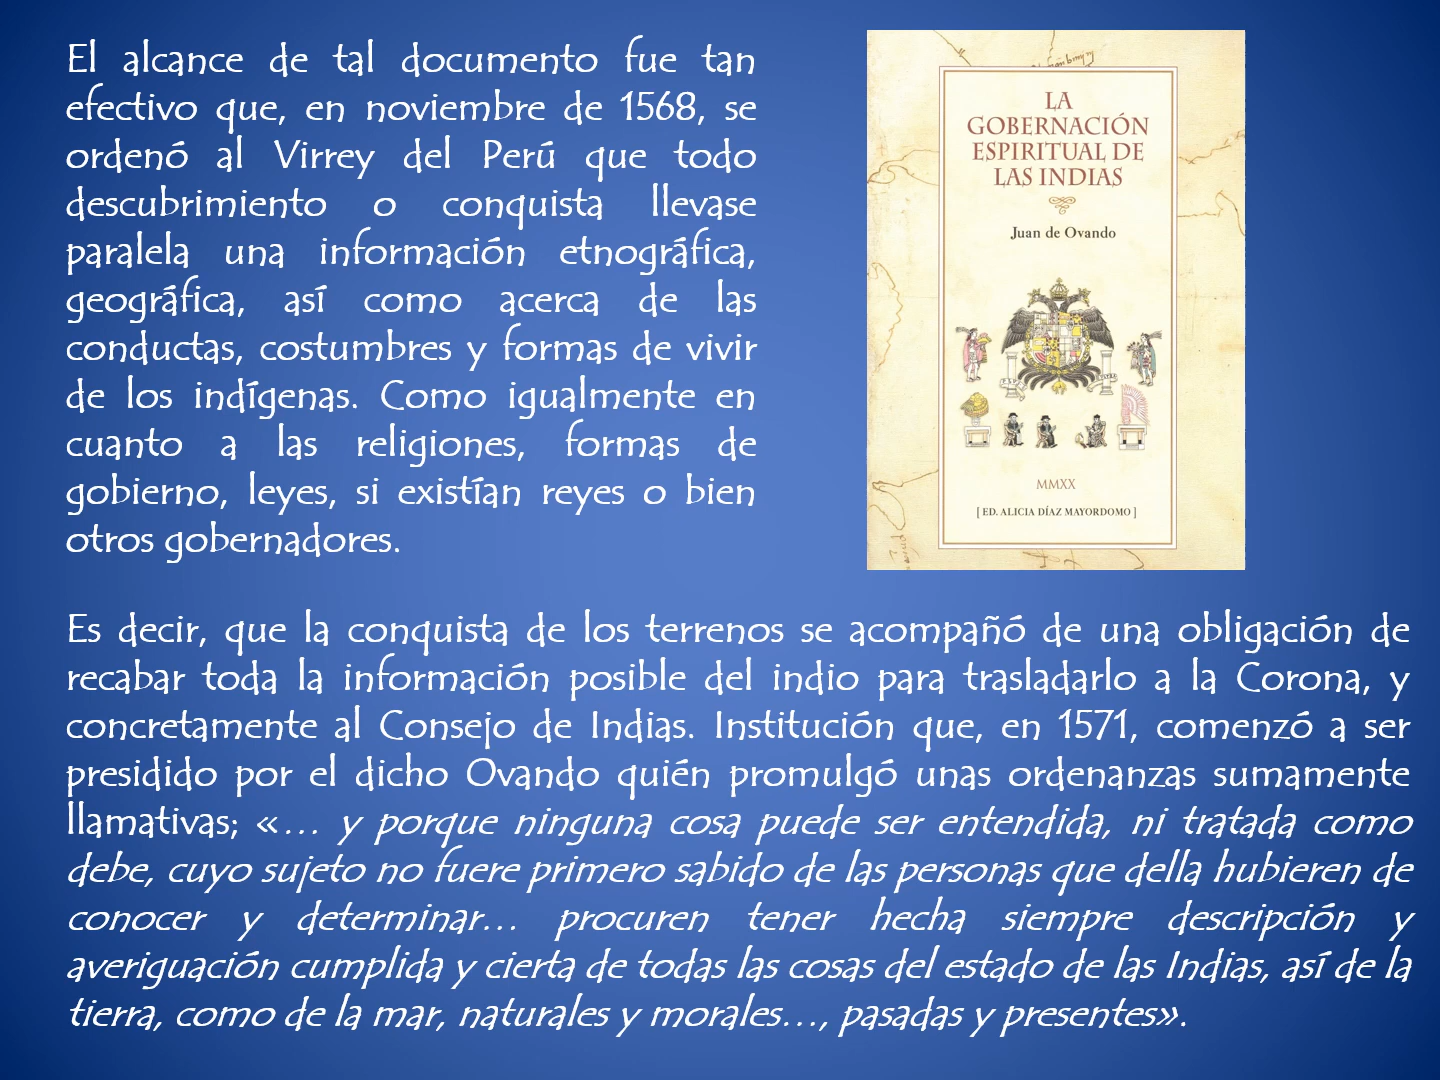 El alcance de tal documento fue tan
efectivo que, en noviembre de 1568, se
ordenó al Virrey del Perú que todo
descubrimiento o conquista llevase
paralela una información etnográfica,
geográfica, así como acerca de las
conductas, costumbres y formas de vivir
de los indígenas. Como igualmente en
cuanto a las religiones, formas de
gobierno, leyes, si existían reyes o bien
otros gobernadores.
LA
GOBERNACIÓN
ESPIRITUAL DE
LAS INDIAS
Juan de Ovando
MMXX
[ ED. ALICIA DÍAZ MAYORDOMO ]
Es decir, que la conquista de los terrenos se acompañó de una obligación de
recabar toda la información posible del indio para trasladarlo a la Corona, y
concretamente al Consejo de Indias. Institución que, en 1571, comenzó a ser
presidido por el dicho Ovando quién promulgó unas ordenanzas sumamente
llamativas; «… y porque ninguna cosa puede ser entendida, ni tratada como
debe, cuyo sujeto no fuere primero sabido de las personas que della hubieren de
conocer y determinar… procuren tener hecha siempre descripción y
averiguación cumplida y cierta de todas las cosas del estado de las Indias, así de la
tierra, como de la mar, naturales y morales…, pasadas y presentes».